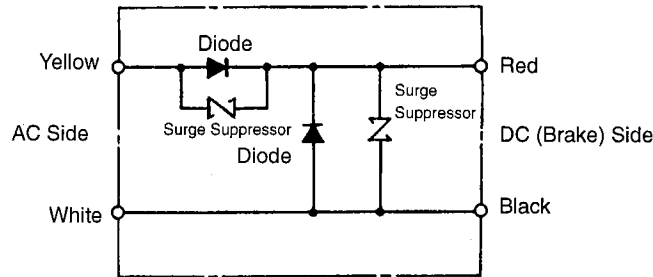 Diode
Yellow
Red
Surge
Suppressor
Surge Suppressor
AC Side
DC (Brake) Side
Diode
White
Black